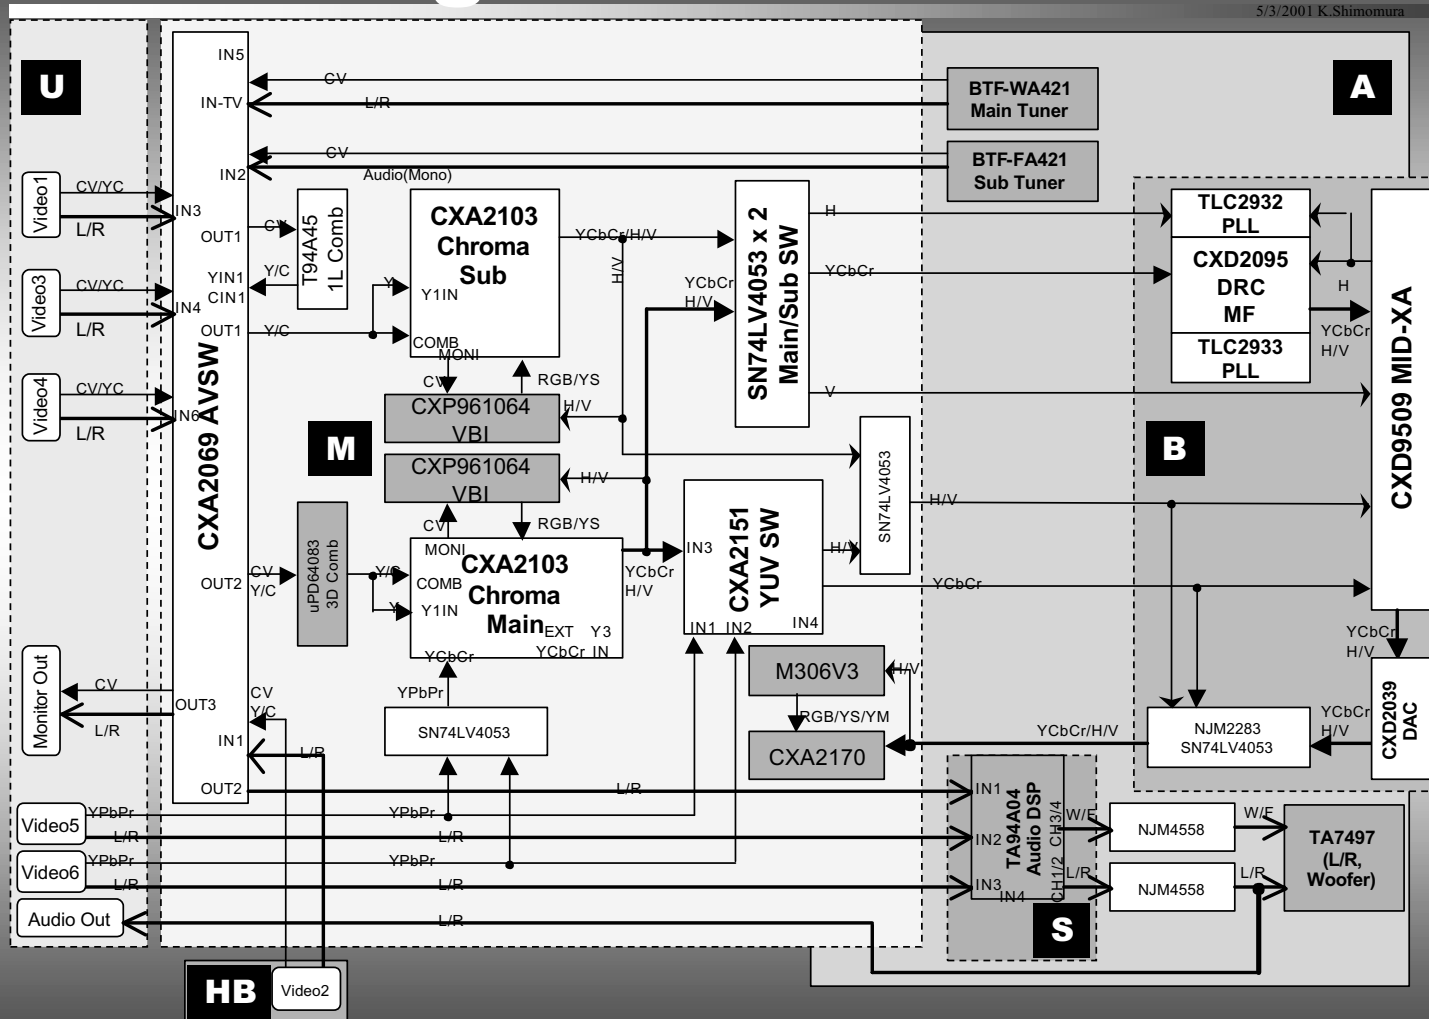 5/3/2001 K.Shimomura
U
A
IN5
CV
IN-TV
L/R
BTF-WA421
Main Tuner
CV
IN2
Audio(Mono)
BTF-FA421
Sub Tuner
Video1
CV/YC
L/R
IN3
OUT1
CV
T94A45
1L Comb
YIN1
CIN1
Y/C
OUT1
Y/C
Video3
CV/YC
L/R
IN4
Video4
CV/YC
L/R
IN6
CXA2069 AVSW
CXA2103
Chroma
Sub
Y
Y1IN
COMB
MONI
CV
RGB/YS
YCbCr/H/V
H/V
CXP961064
VBI
H/V
M
CXP961064
VBI
H/V
CV
RGB/YS
SN74LV4053 x 2
Main/Sub SW
YCbCr
H/V
H
YCbCr
V
TLC2932
PLL
CXD2095
DRC
MF
TLC2933
PLL
H
YCbCr
H/V
CXD9509 MID-XA
B
SN74LV4053
H/V
OUT2
CV
Y/C
uPD64083
3D Comb
Y/C
Y
MONI
COMB
Y1IN
CXA2103
Chroma
Main
EXT
Y3
YCbCr
IN
YCbCr
YCbCr
H/V
IN3
CXA2151
YUV SW
IN1
IN2
IN4
H/V
YCbCr
YCbCr
H/V
Monitor Out
CV
L/R
OUT3
CV
Y/C
IN1
L/R
OUT2
YPbPr
SN74LV4053
M306V3
H/V
RGB/YS/YM
CXA2170
YCbCr/H/V
NJM2283
SN74LV4053
YCbCr
H/V
CXD2039
DAC
L/R
Video5
YPbPr
YPbPr
L/R
L/R
Video6
YPbPr
YPbPr
L/R
L/R
Audio Out
L/R
IN1
IN2
IN3
IN4
TA94A04
Audio DSP
CH3/4
CH1/2
W/F
L/R
NJM4558
NJM4558
W/F
L/R
TA7497
(L/R,
Woofer)
S
HB
Video2